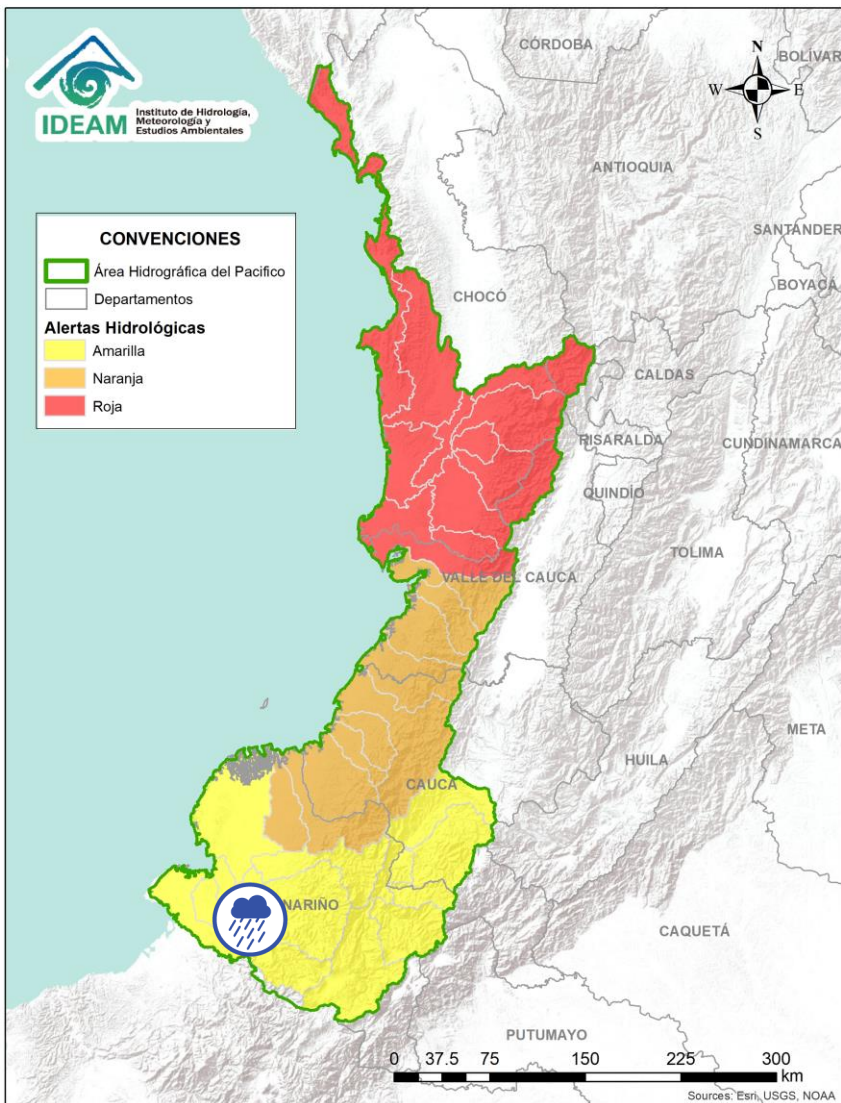 IDEAM
Instituto de Hidrología,
Meteorología y
Estudios Ambientales
CÓRDOBA
BOLÍVAR
N
W
E
S
ANTIOQUIA
SANTANDER
BOYACÁ
CHOCÓ
CONVENCIONES
Área Hidrográfica del Pacifico
Departamentos
Alertas Hidrológicas
Amarilla
Naranja
Roja
CALDAS
RISARALDA
CUNDINAMARCA
QUINDÍO
TOLIMA
VALLE DEL CAUCA
META
HUILA
CAUCA
NARIÑO
CAQUETÁ
PUTUMAYO
0 37.5 75 150 225 300
km
Sources: Esri, USGS, NOAA